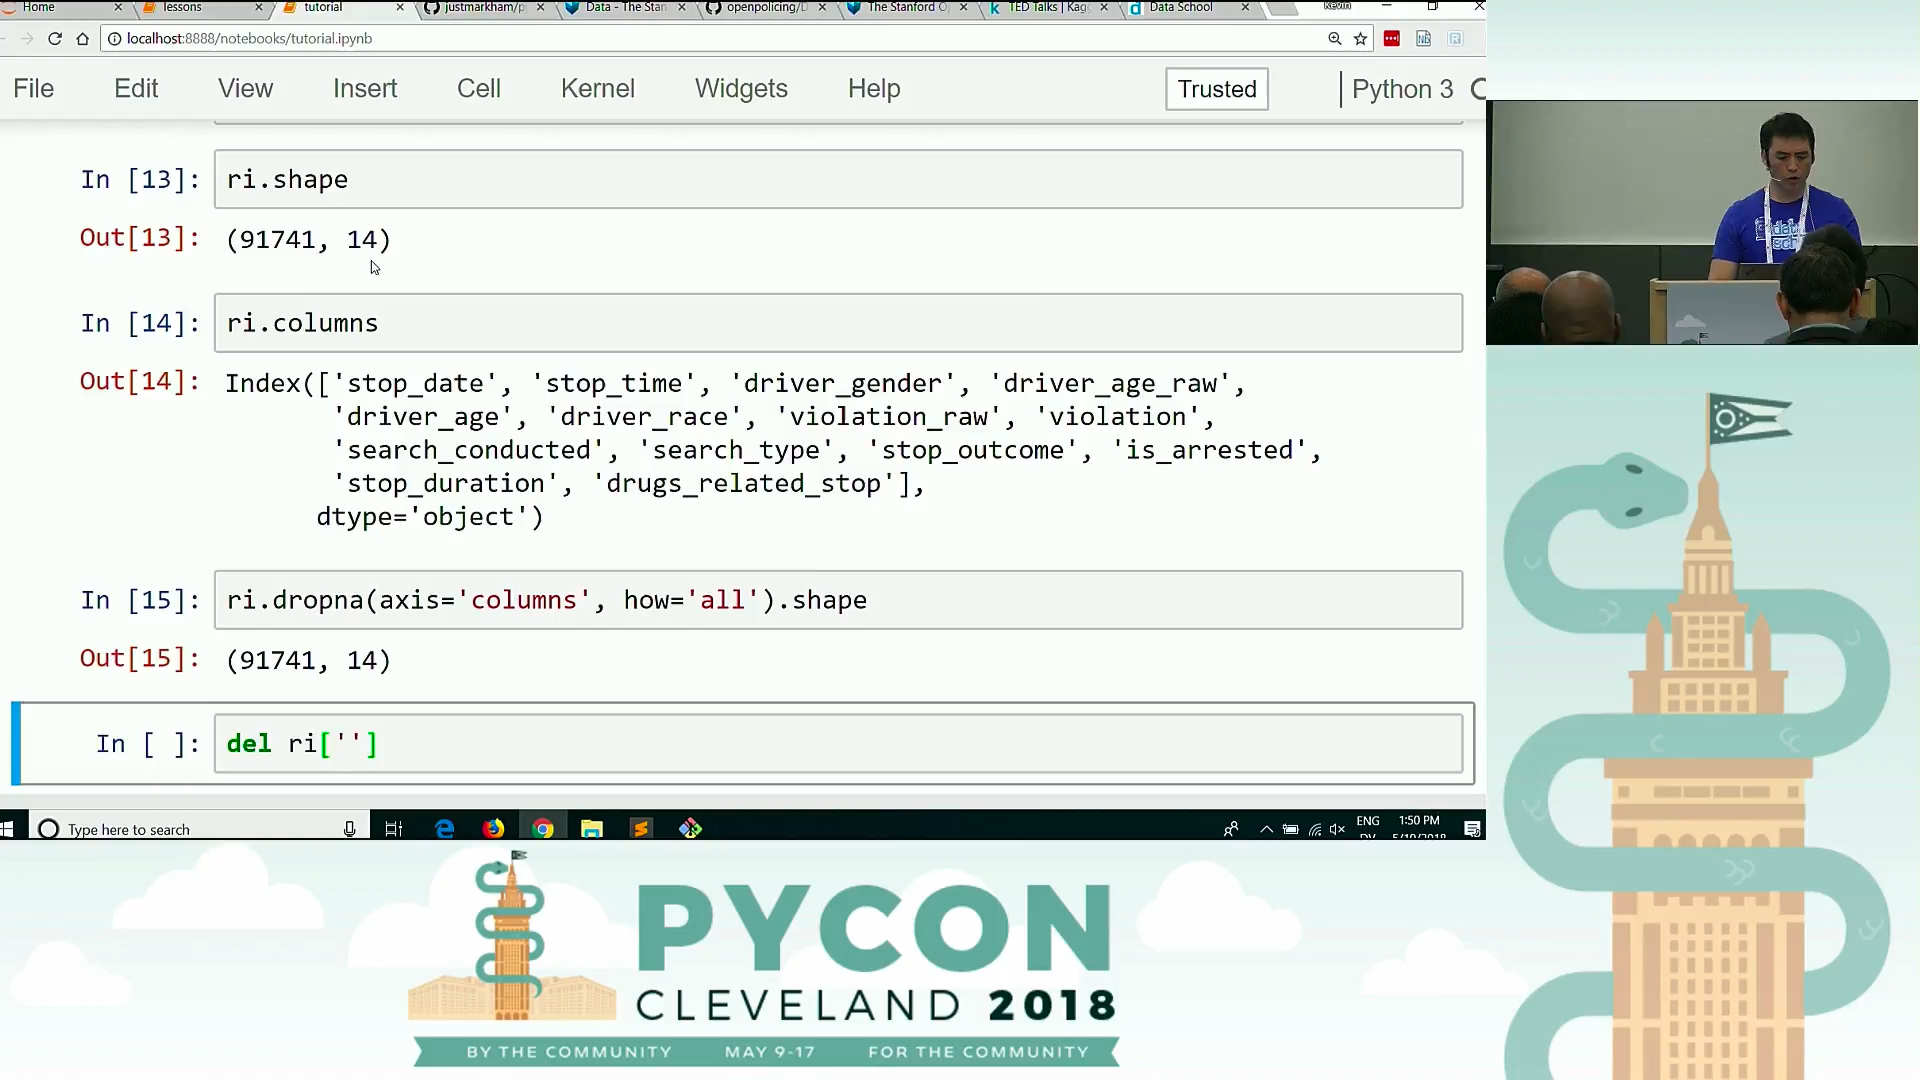 Home
lessons
tutorial
justmarkham/p
Data - The Stan
openpolicing/D
The Stanford O
TED Talks | Kag
Data School
Kevin
localhost:8888/notebooks/tutorial.ipynb
File Edit View Insert Cell Kernel Widgets Help Trusted Python 3
In [13]: ri.shape
Out[13]: (91741, 14)
In [14]: ri.columns
Out[14]: Index(['stop_date', 'stop_time', 'driver_gender', 'driver_age_raw',
'driver_age', 'driver_race', 'violation_raw', 'violation',
'search_conducted', 'search_type', 'stop_outcome', 'is_arrested',
'stop_duration', 'drugs_related_stop'],
dtype='object')
In [15]: ri.dropna(axis='columns', how='all').shape
Out[15]: (91741, 14)
In [ ]: del ri['']
Type here to search
ENG
1:50 PM
5/10/2018
PYCON
CLEVELAND 2018
BY THE COMMUNITY MAY 9-17 FOR THE COMMUNITY